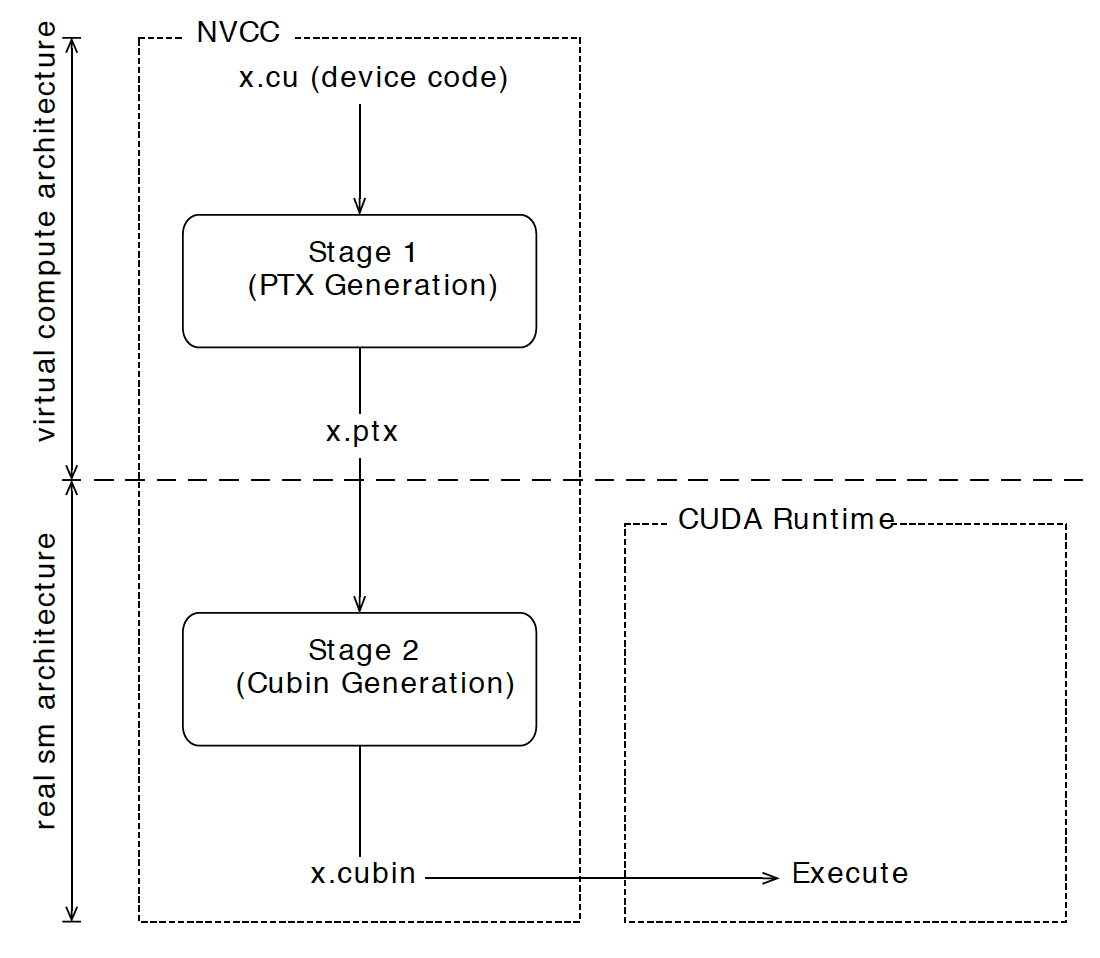 NVCC
x.cu (device code)
virtual compute architecture
Stage 1
(PTX Generation)
x.ptx
CUDA Runtime
real sm architecture
Stage 2
(Cubin Generation)
x.cubin
Execute